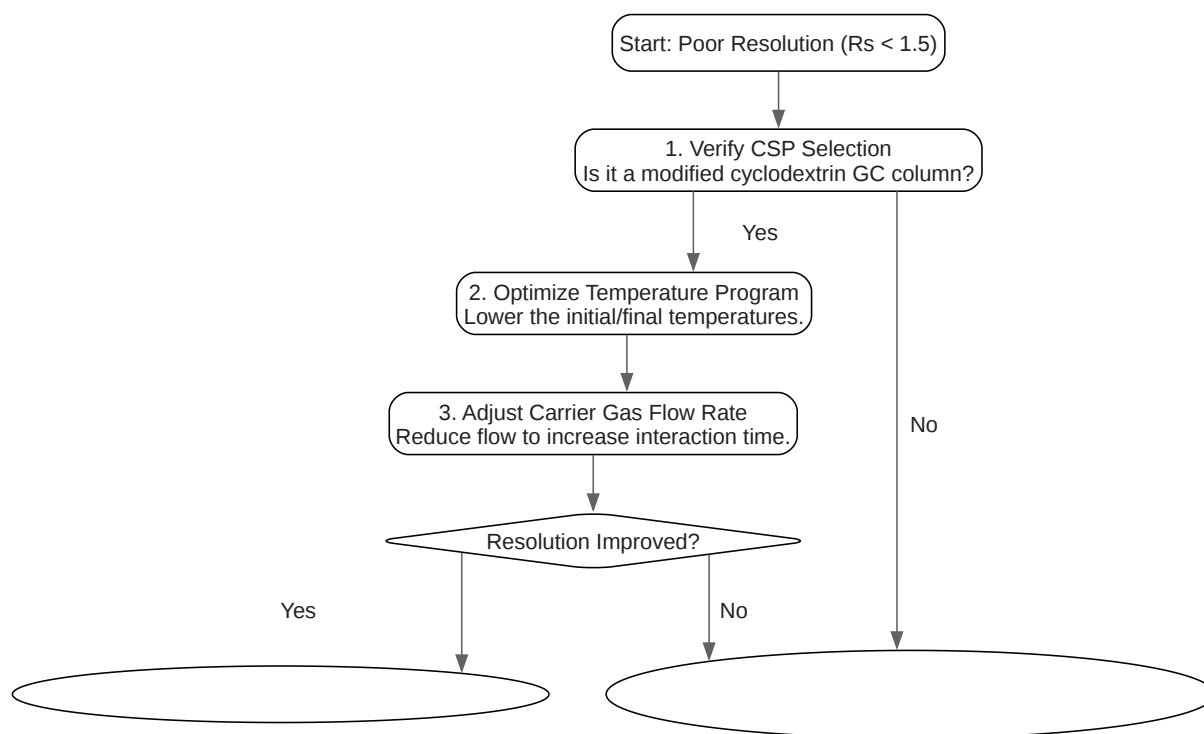 Start: Poor Resolution (Rs < 1.5)
1. Verify CSP Selection
Is it a modified cyclodextrin GC column?
Yes
2. Optimize Temperature Program
Lower the initial/final temperatures.
3. Adjust Carrier Gas Flow Rate
Reduce flow to increase interaction time.
No
Resolution Improved?
Yes
No